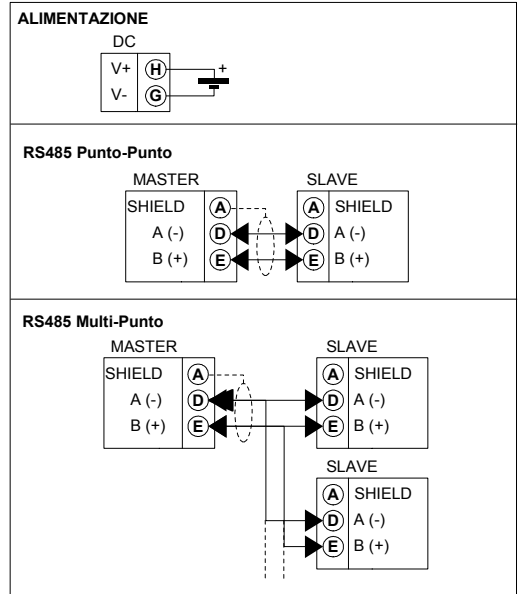 ALIMENTAZIONE
DC
V+ H +
V- G
RS485 Punto-Punto
MASTER SLAVE
SHIELD A A SHIELD
A (-) D D A (-)
B (+) E E B (+)
RS485 Multi-Punto
MASTER SLAVE
SHIELD A A SHIELD
A (-) D D A (-)
B (+) E E B (+)
SLAVE
A SHIELD
D A (-)
E B (+)